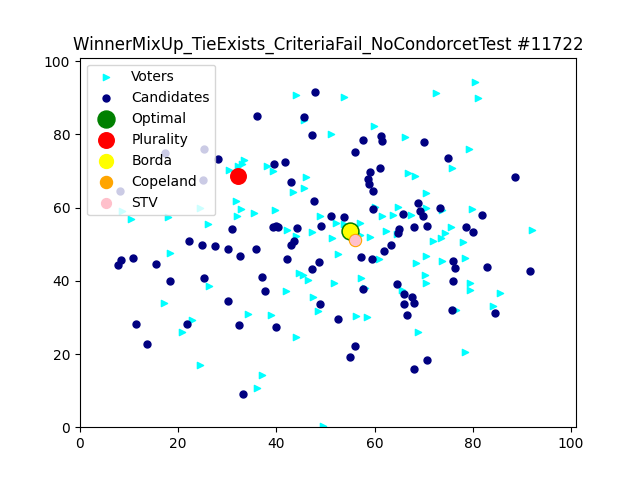 WinnerMixUp_TieExists_CriteriaFail_NoCondorcetTest #11722
100
80
60
40
20
0
0 20 40 60 80 100
Voters
Candidates
Optimal
Plurality
Borda
Copeland
STV